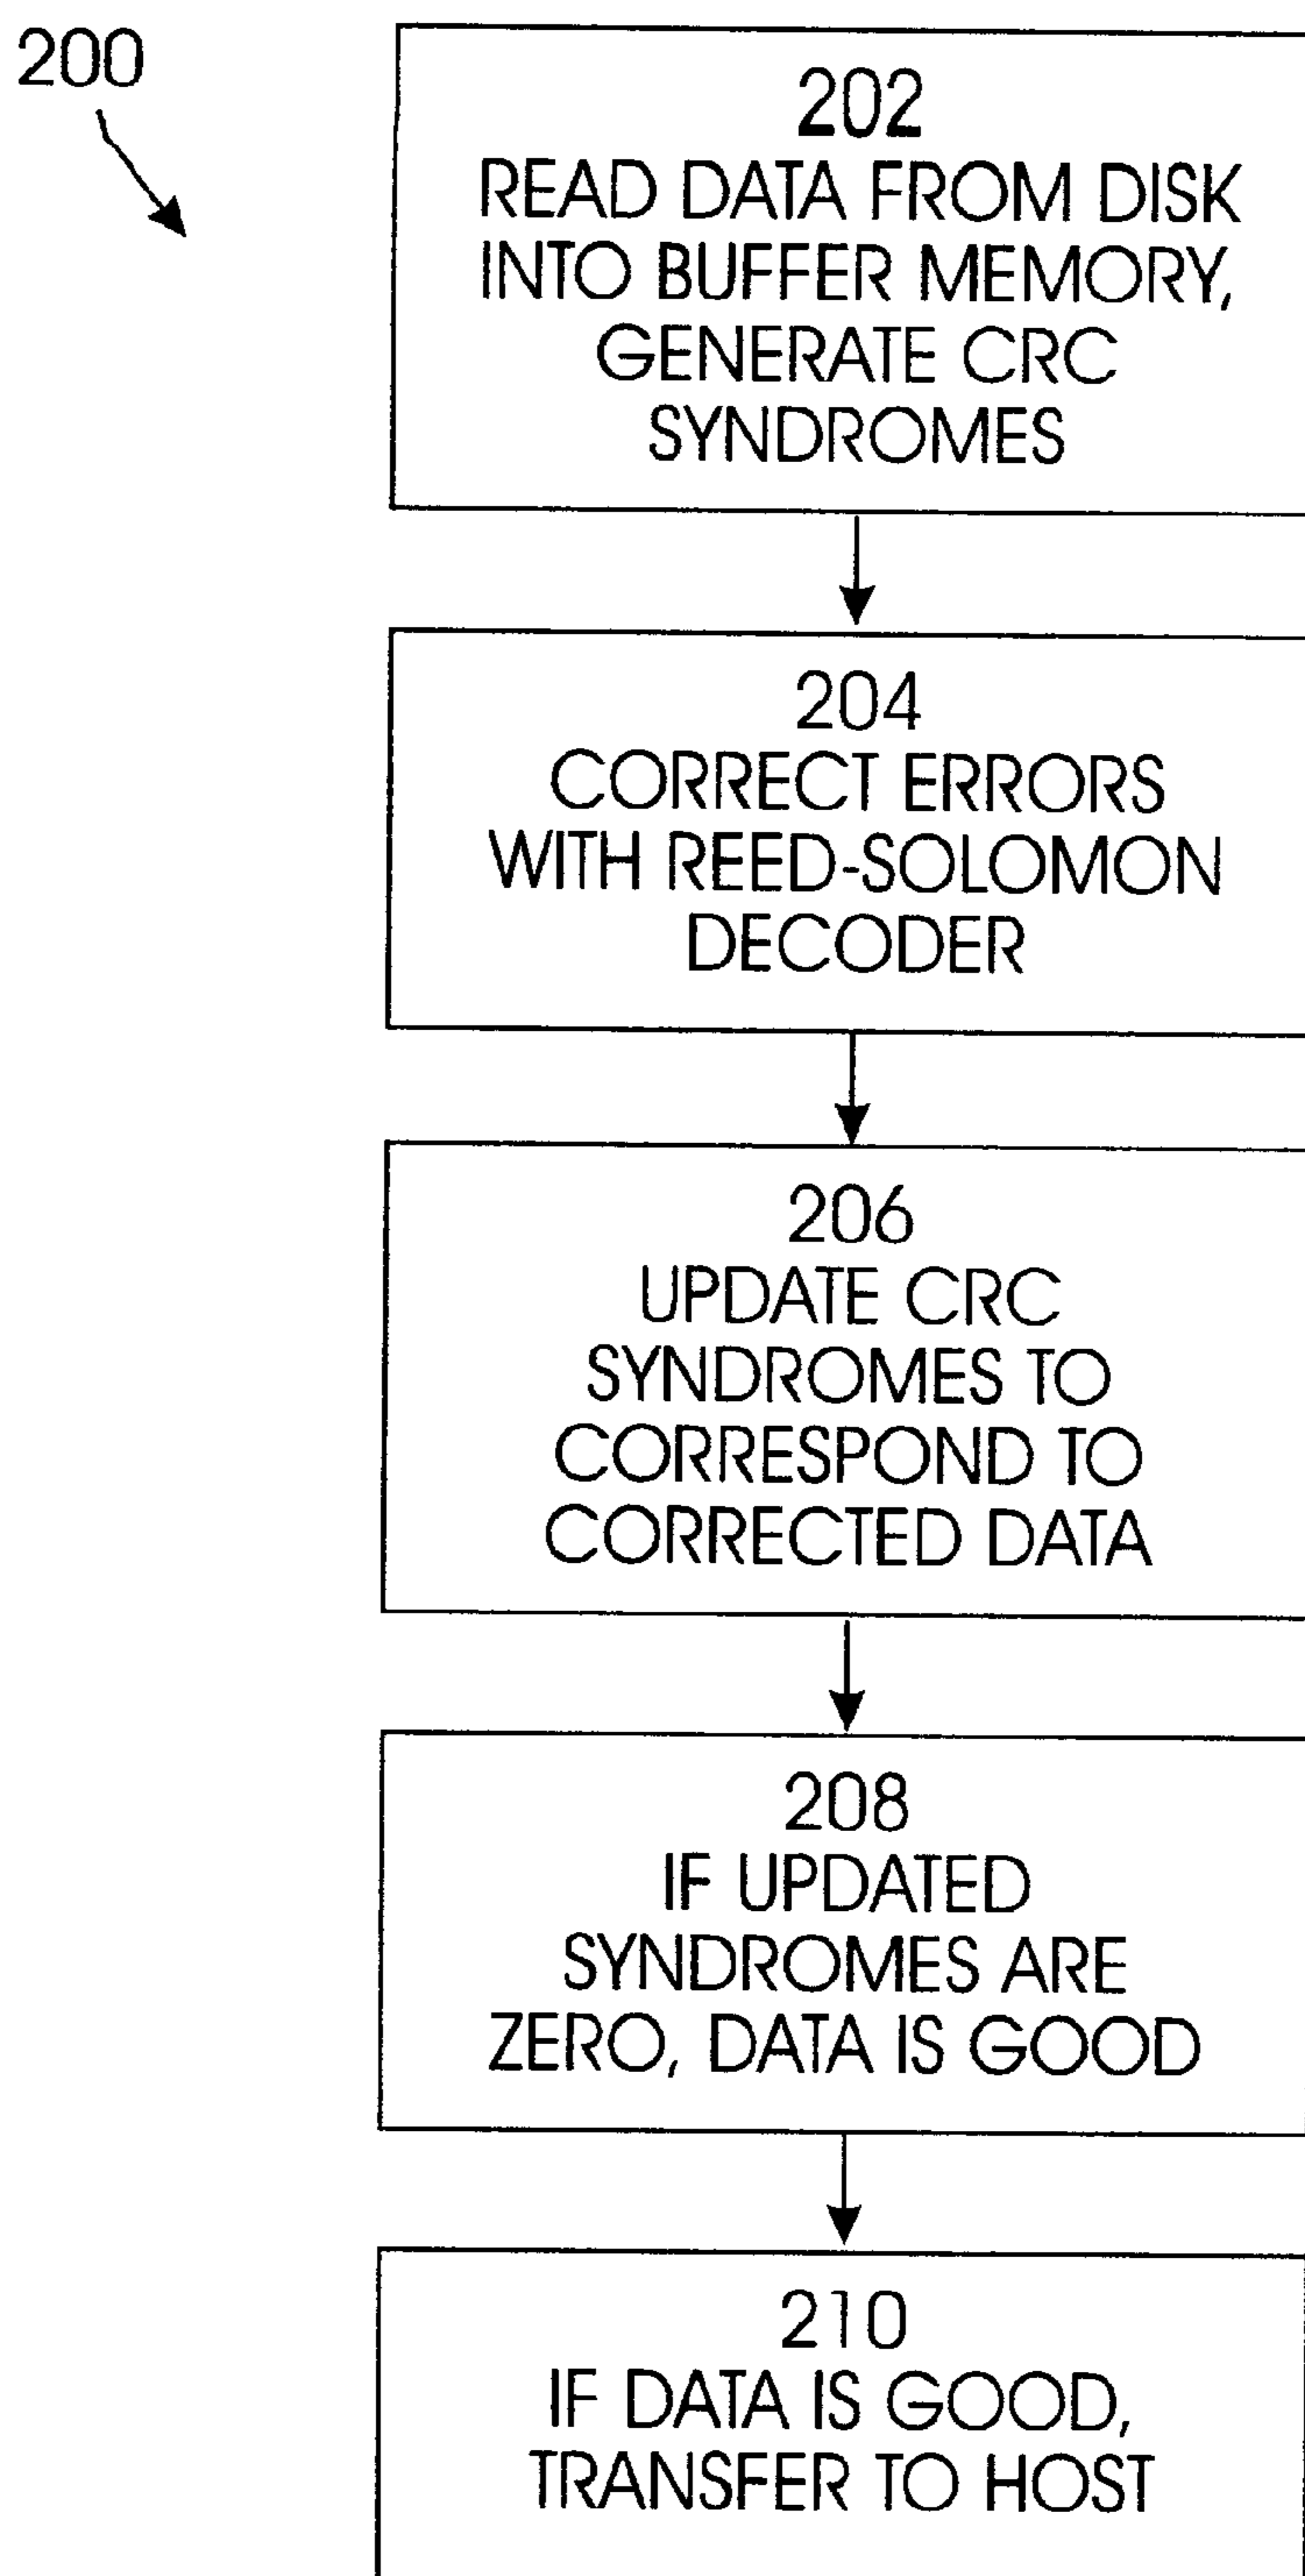 200
202
READ DATA FROM DISK
INTO BUFFER MEMORY,
GENERATE CRC
SYNDROMES
204
CORRECT ERRORS
WITH REED-SOLOMON
DECODER
206
UPDATE CRC
SYNDROMES TO
CORRESPOND TO
CORRECTED DATA
208
IF UPDATED
SYNDROMES ARE
ZERO, DATA IS GOOD
210
IF DATA IS GOOD,
TRANSFER TO HOST